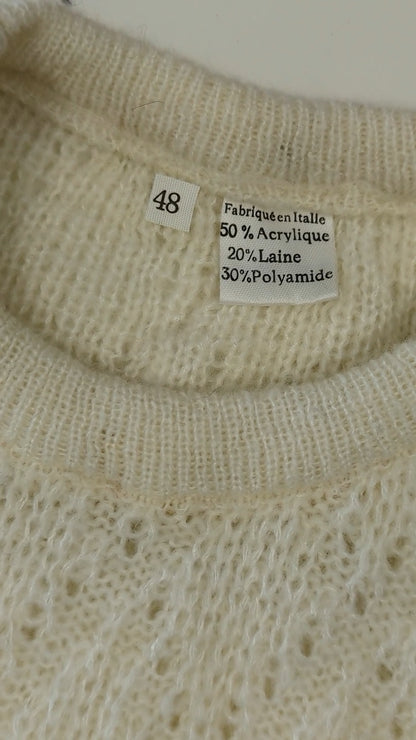 48
Fabriqué en Italie
50 % Acrylique
20% Laine
30% Polyamide